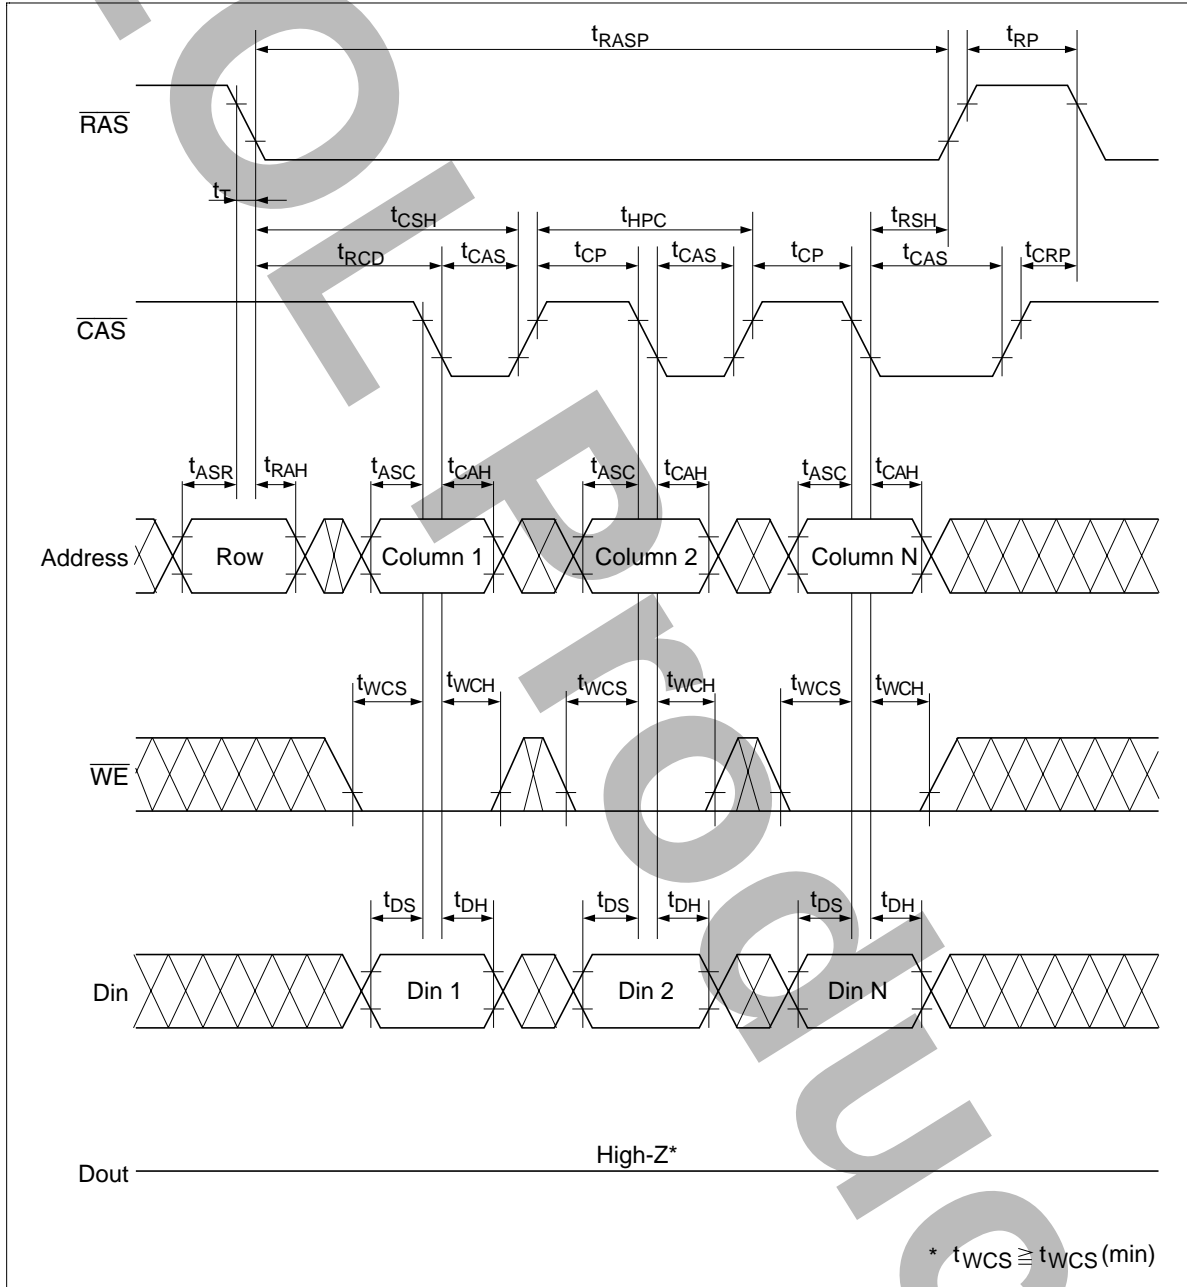 tRASP tRP
RAS
tT
tCSH tHPC tRSH
tRCD tCAS tCP tCAS tCP tCAS tCRP
CAS
tASR tRAH tASC tCAH tASC tCAH tASC tCAH
Address Row Column 1 Column 2 Column N
tWCS tWCH tWCS tWCH tWCS tWCH
WE
tDS tDH tDS tDH tDS tDH
Din Din 1 Din 2 Din N
High-Z*
Dout
* tWCS ≧ tWCS(min)
OL Produc